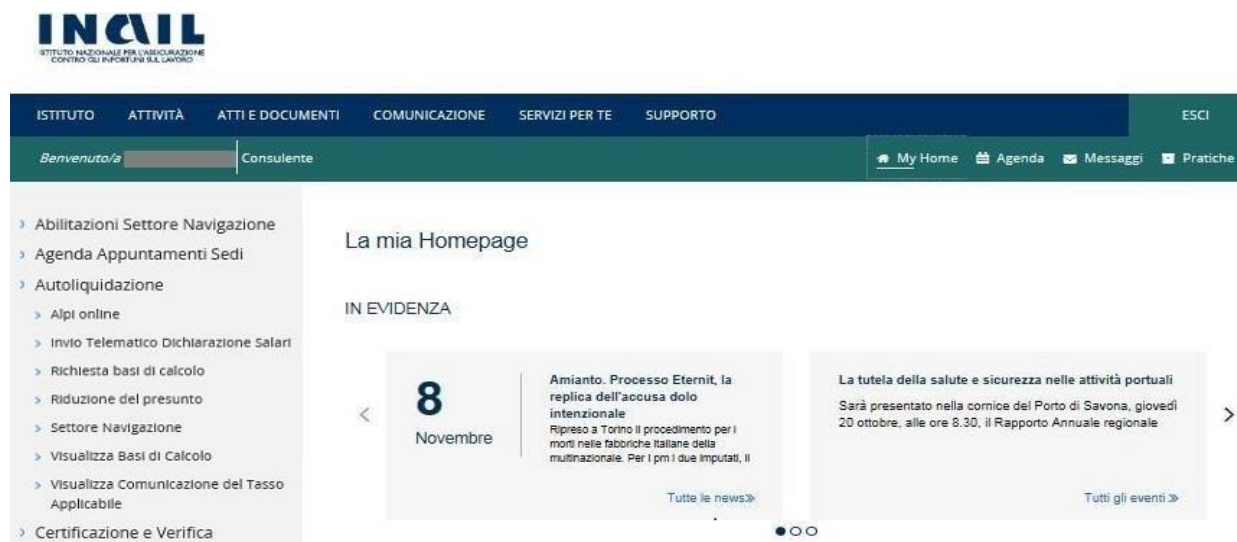 INAIL
ISTITUTO NAZIONALE PER L'ASSICURAZIONE
CONTRO GLI INFORTUNI SUL LAVORO
ISTITUTO ATTIVITÀ ATTI E DOCUMENTI COMUNICAZIONE SERVIZI PER TE SUPPORTO ESCI
Benvenuto/a Consulente My Home Agenda Messaggi Pratiche
Abilitazioni Settore Navigazione
Agenda Appuntamenti Sedi
Autoliquidazione
Alpi online
Invio Telematico Dichiarazione Salari
Richiesta basi di calcolo
Riduzione del presunto
Settore Navigazione
Visualizza Basi di Calcolo
Visualizza Comunicazione del Tasso
Applicabile
Certificazione e Verifica
La mia Homepage
IN EVIDENZA
8
Novembre
Amianto. Processo Eternit, la
replica dell'accusa dolo
intenzionale
Ripreso a Torino il procedimento per i
morti nelle fabbriche italiane della
multinazionale. Per i pm i due imputati, il
Tutte le news»
La tutela della salute e sicurezza nelle attività portuali
Sarà presentato nella cornice del Porto di Savona, giovedì
20 ottobre, alle ore 8.30, il Rapporto Annuale regionale
Tutti gli eventi »